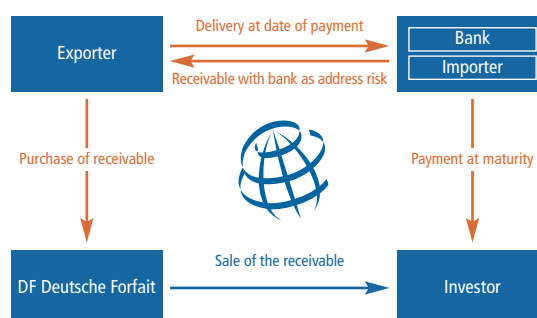 Delivery at date of payment
Exporter
Bank
Importer
Receivable with bank as address risk
Purchase of receivable
Payment at maturity
Sale of the receivable
DF Deutsche Forfait
Investor